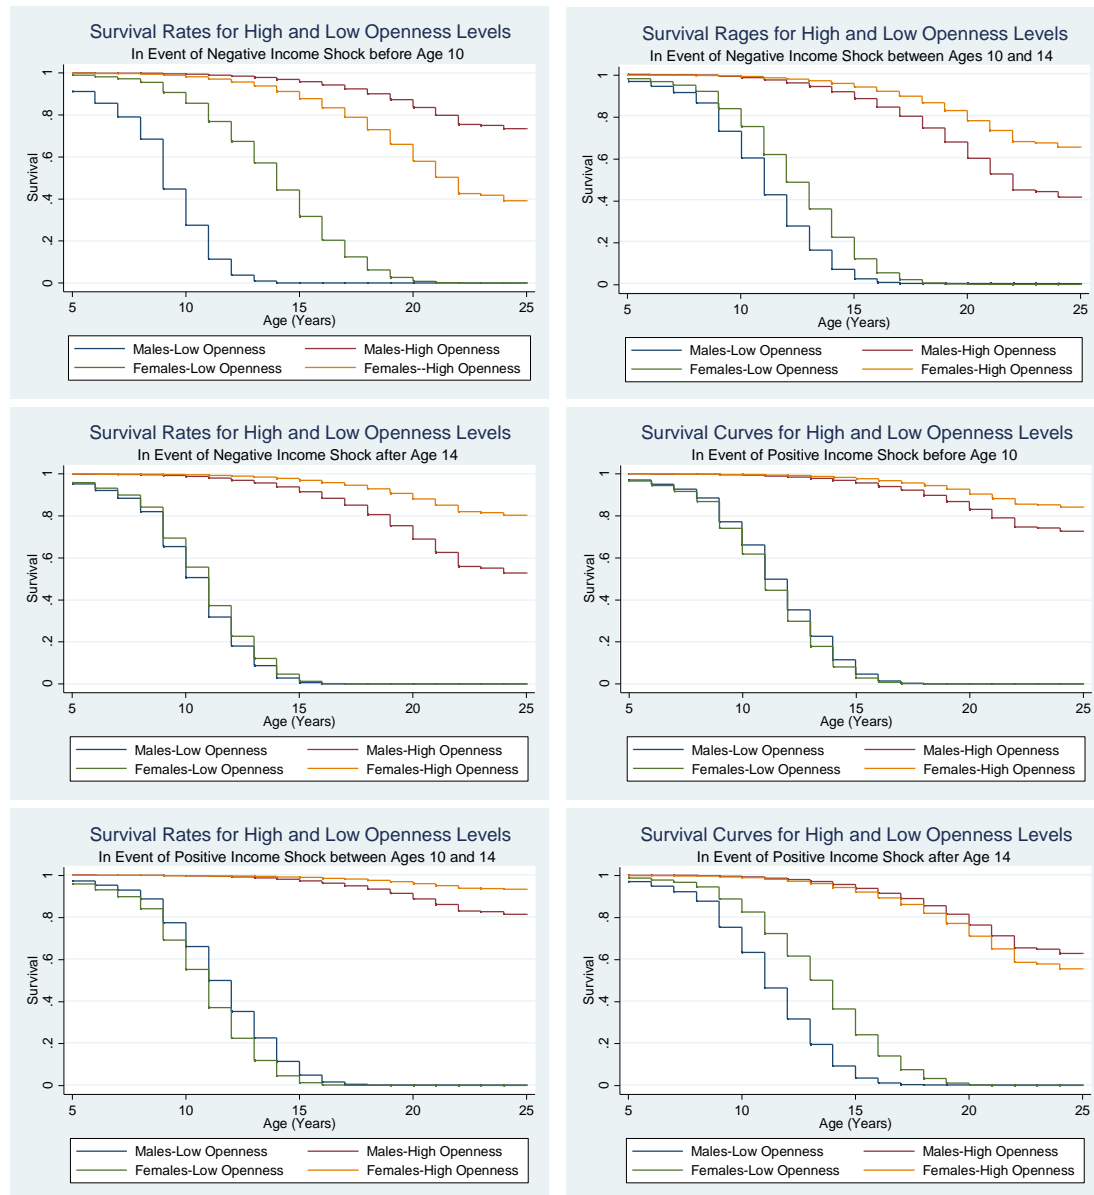 Survival Rates for High and Low Openness Levels
In Event of Negative Income Shock before Age 10
Survival
1
.8
.6
.4
.2
0
5 10 15 20 25
Age (Years)
Males-Low Openness Males-High Openness
Females-Low Openness Females--High Openness
Survival Rages for High and Low Openness Levels
In Event of Negative Income Shock between Ages 10 and 14
Survival
1
.8
.6
.4
.2
0
5 10 15 20 25
Age (Years)
Males-Low Openness Males-High Openness
Females-Low Openness Females-High Openness
Survival Rates for High and Low Openness Levels
In Event of Negative Income Shock after Age 14
Survival
1
.8
.6
.4
.2
0
5 10 15 20 25
Age (Years)
Males-Low Openness Males-High Openness
Females-Low Openness Females-High Openness
Survival Curves for High and Low Openness Levels
In Event of Positive Income Shock before Age 10
Survival
1
.8
.6
.4
.2
0
5 10 15 20 25
Age (Years)
Males-Low Openness Males-High Openness
Females-Low Openness Females-High Openness
Survival Rates for High and Low Openness Levels
In Event of Positive Income Shock between Ages 10 and 14
Survival
1
.8
.6
.4
.2
0
5 10 15 20 25
Age (Years)
Males-Low Openness Males-High Openness
Females-Low Openness Females-High Openness
Survival Curves for High and Low Openness Levels
In Event of Positive Income Shock after Age 14
Survival
1
.8
.6
.4
.2
0
5 10 15 20 25
Age (Years)
Males-Low Openness Males-High Openness
Females-Low Openness Females-High Openness